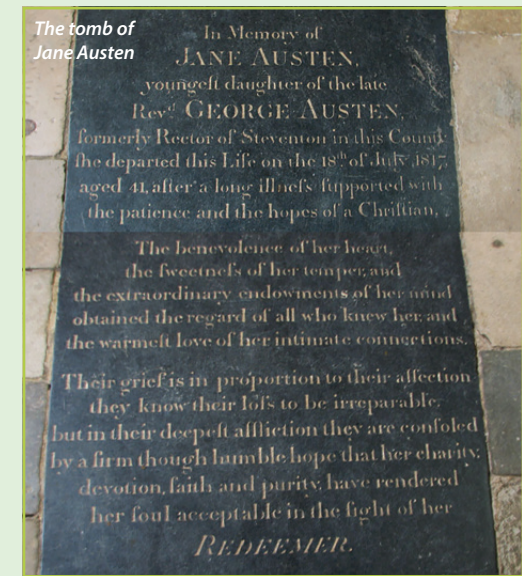 The tomb of
Jane Austen
In Memory of
JANE AUSTEN,
youngeſt daughter of the late
Revᵈ GEORGE AUSTEN,
formerly Rector of Steventon in this County
ſhe departed this Life on the 18ᵗʰ of July 1817,
aged 41, after a long illneſs ſupported with
the patience and the hopes of a Chriſtian.
The benevolence of her heart,
the ſweetneſs of her temper, and
the extraordinary endowments of her mind
obtained the regard of all who knew her, and
the warmeſt love of her intimate connections.
Their grief is in proportion to their affection
they know their loſs to be irreparable,
but in their deepeſt affliction they are conſoled
by a firm though humble hope that her charity,
devotion, faith and purity, have rendered
her ſoul acceptable in the ſight of her
REDEEMER.